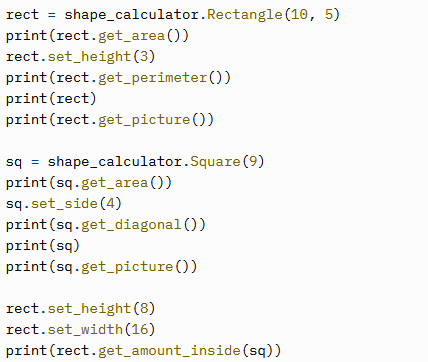 rect = shape_calculator.Rectangle(10, 5)
print(rect.get_area())
rect.set_height(3)
print(rect.get_perimeter())
print(rect)
print(rect.get_picture())

sq = shape_calculator.Square(9)
print(sq.get_area())
sq.set_side(4)
print(sq.get_diagonal())
print(sq)
print(sq.get_picture())

rect.set_height(8)
rect.set_width(16)
print(rect.get_amount_inside(sq))